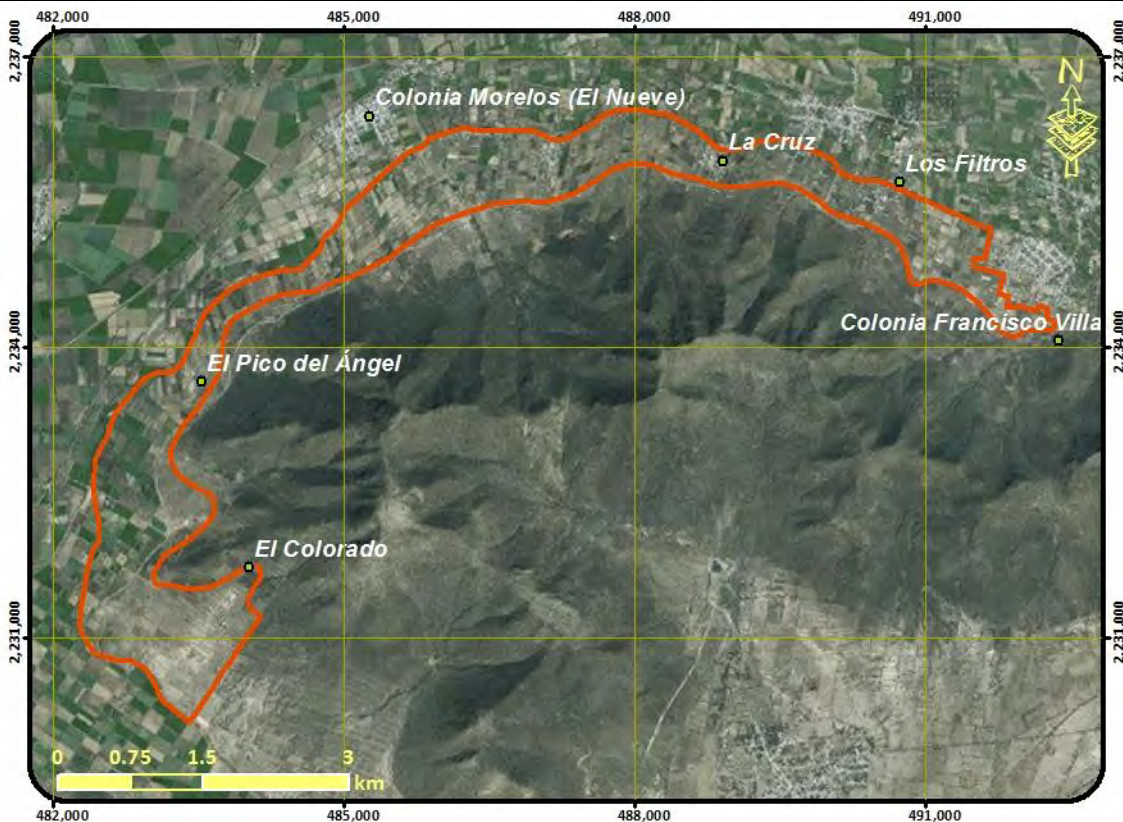 482,000 485,000 488,000 491,000
2,237,000 2,237,000
N
Colonia Morelos (El Nueve)
La Cruz
Los Filtros
Colonia Francisco Villa
2,234,000 2,234,000
El Pico del Ángel
El Colorado
2,231,000 2,231,000
0 0.75 1.5 3
km
482,000 485,000 488,000 491,000